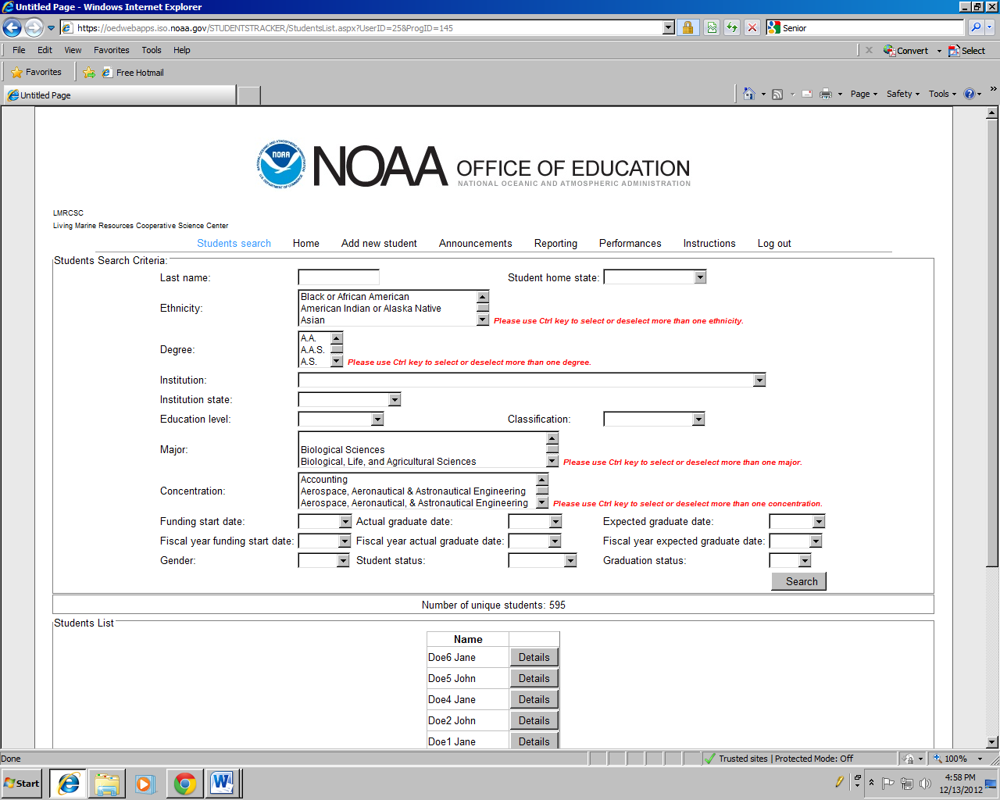 Untitled Page - Windows Internet Explorer
https://oedwebapps.iso.noaa.gov/STUDENTSTRACKER/StudentsList.aspx?UserID=25&ProgID=145
Senior
File Edit View Favorites Tools Help
Convert Select
Favorites Free Hotmail
Untitled Page
Page Safety Tools
NOAA
NOAA OFFICE OF EDUCATION
NATIONAL OCEANIC AND ATMOSPHERIC ADMINISTRATION
LMRCSC
Living Marine Resources Cooperative Science Center
Students search Home Add new student Announcements Reporting Performances Instructions Log out
Students Search Criteria:
Last name: Student home state:
Ethnicity:
Black or African American
American Indian or Alaska Native
Asian
Please use Ctrl key to select or deselect more than one ethnicity.
Degree:
A.A.
A.A.S.
A.S.
Please use Ctrl key to select or deselect more than one degree.
Institution:
Institution state:
Education level: Classification:
Major:
Biological Sciences
Biological, Life, and Agricultural Sciences
Please use Ctrl key to select or deselect more than one major.
Concentration:
Accounting
Aerospace, Aeronautical & Astronautical Engineering
Aerospace, Aeronautical, & Astronautical Engineering
Please use Ctrl key to select or deselect more than one concentration.
Funding start date: Actual graduate date: Expected graduate date:
Fiscal year funding start date: Fiscal year actual graduate date: Fiscal year expected graduate date:
Gender: Student status: Graduation status:
Search
Number of unique students: 595
Students List
Name
Doe6 Jane Details
Doe5 John Details
Doe4 Jane Details
Doe2 John Details
Doe1 Jane Details
Done Trusted sites | Protected Mode: Off 100%
Start 4:58 PM
12/13/2012